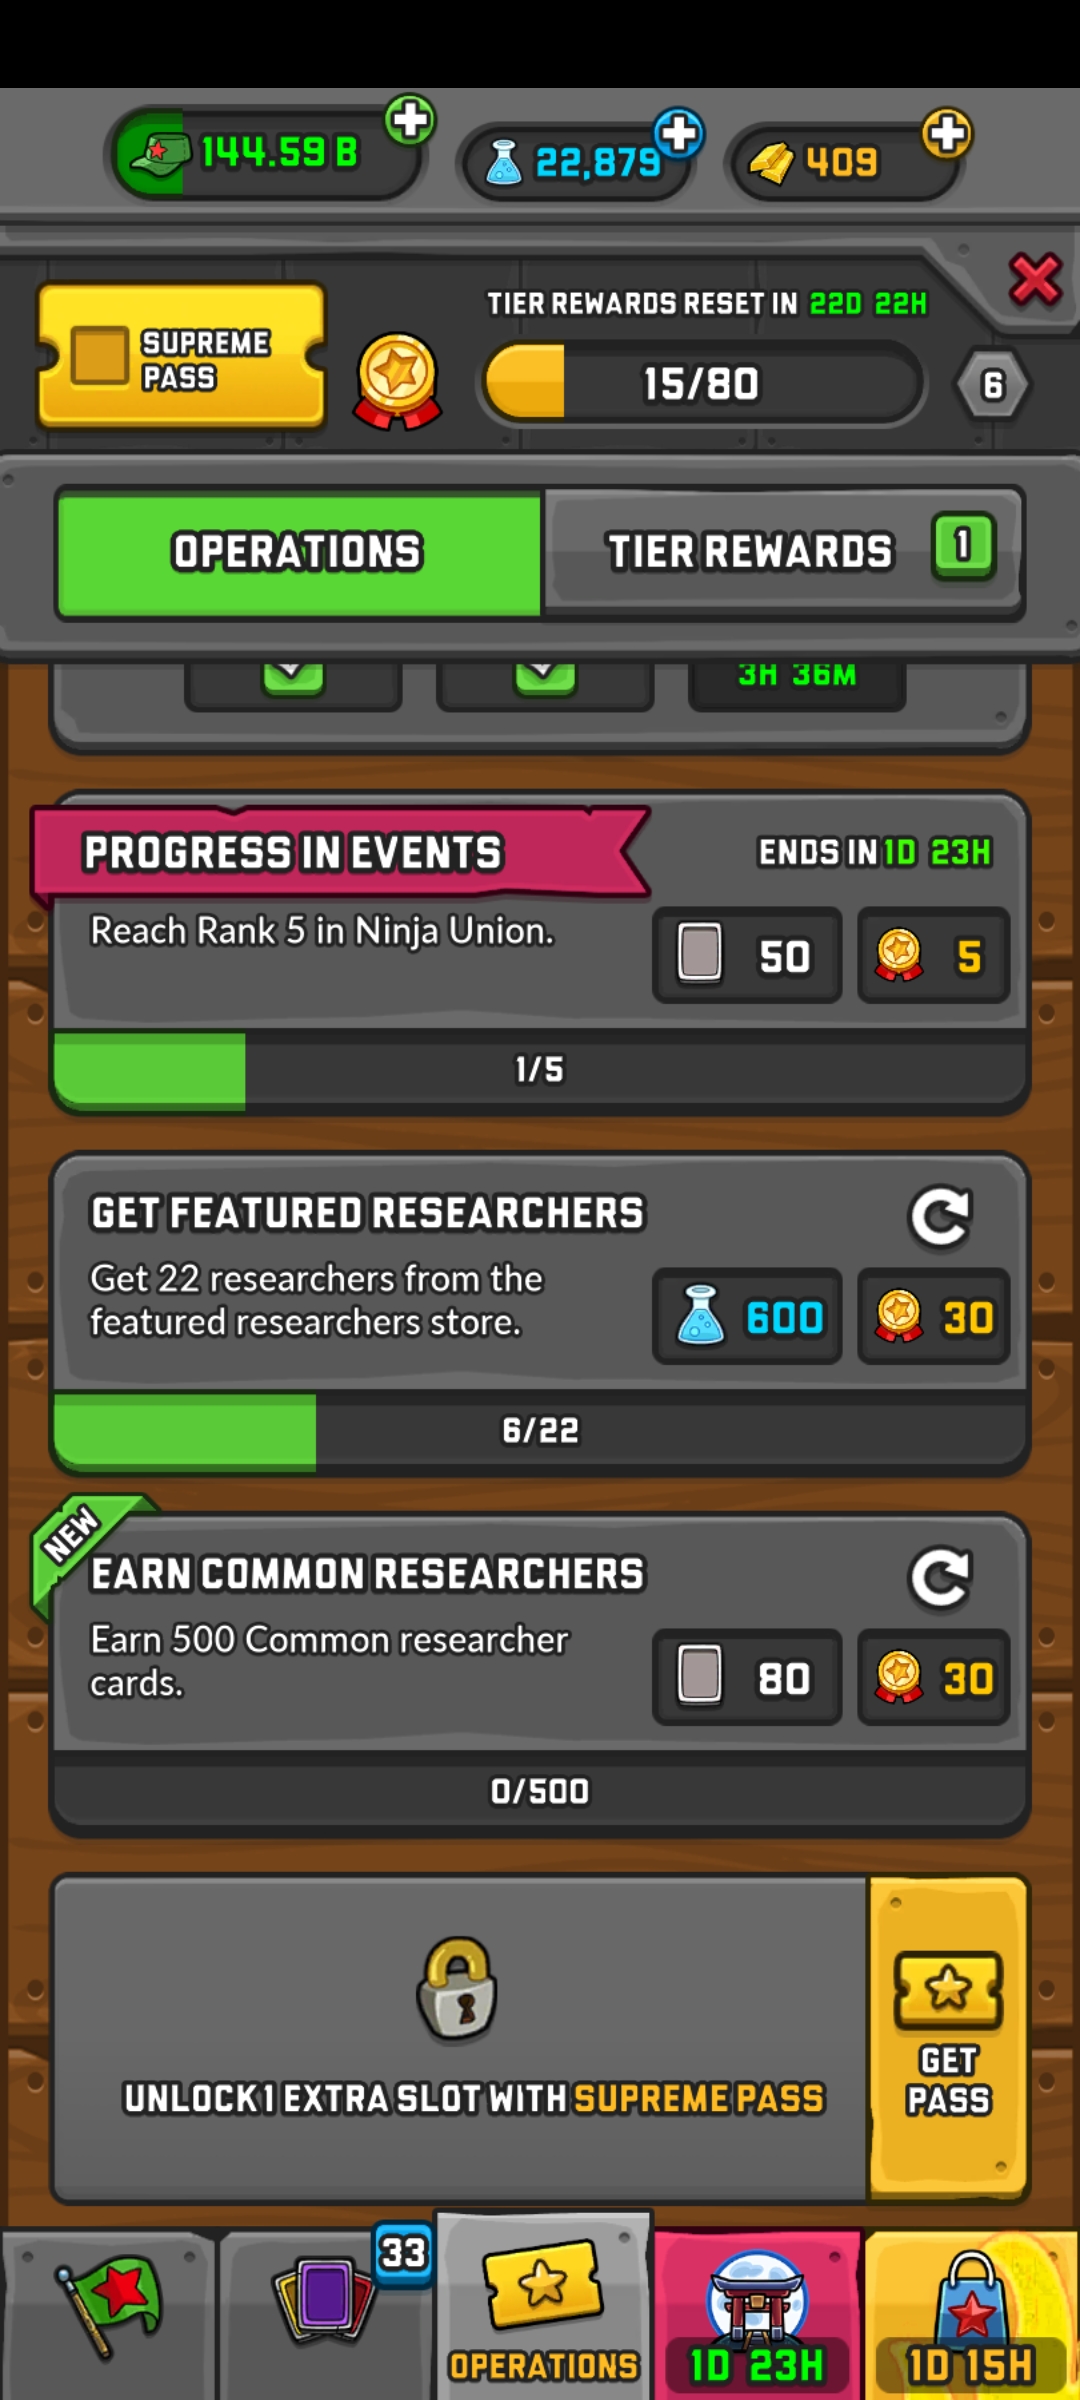 144.59 B
22,879
409
TIER REWARDS RESET IN 22D 22H
SUPREME
PASS
15/80
6
OPERATIONS
TIER REWARDS
1
3H 36M
PROGRESS IN EVENTS
ENDS IN 1D 23H
Reach Rank 5 in Ninja Union.
50
5
1/5
GET FEATURED RESEARCHERS
Get 22 researchers from the
featured researchers store.
600
30
6/22
NEW
EARN COMMON RESEARCHERS
Earn 500 Common researcher
cards.
80
30
0/500
UNLOCK 1 EXTRA SLOT WITH SUPREME PASS
GET
PASS
33
OPERATIONS
1D 23H
1D 15H